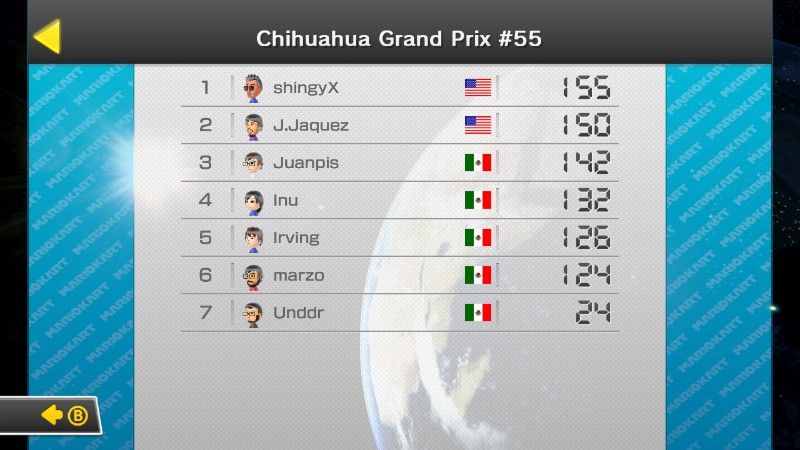 Chihuahua Grand Prix #55
1 shingyX 155
2 J.Jaquez 150
3 Juanpis 142
4 Inu 132
5 Irving 126
6 marzo 124
7 Unddr 24
B
MARIOKART